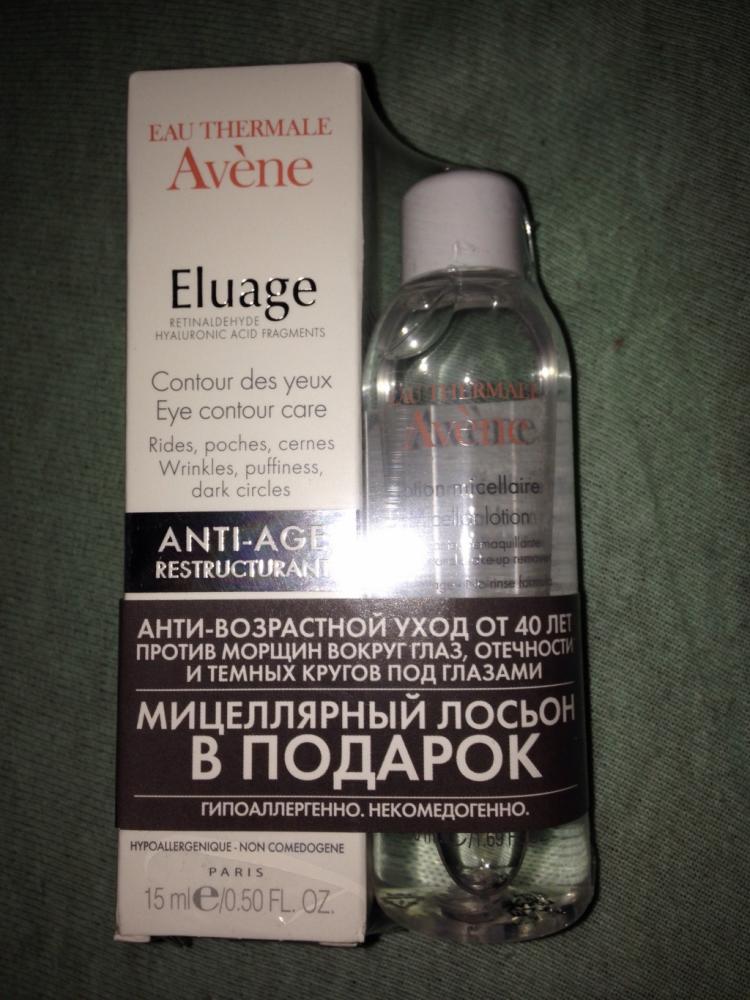 EAU THERMALE
Avène
Eluage
RETINALDEHYDE
HYALURONIC ACID FRAGMENTS
Contour des yeux
Eye contour care
Rides, poches, cernes
Wrinkles, puffiness,
dark circles
ANTI-AGE
RESTRUCTURANT
EAU THERMALE
Avène
micellaire
lotion
rinse
АНТИ-ВОЗРАСТНОЙ УХОД ОТ 40 ЛЕТ
ПРОТИВ МОРЩИН ВОКРУГ ГЛАЗ, ОТЕЧНОСТИ
И ТЕМНЫХ КРУГОВ ПОД ГЛАЗАМИ
МИЦЕЛЛЯРНЫЙ ЛОСЬОН
В ПОДАРОК
ГИПОАЛЛЕРГЕННО. НЕКОМЕДОГЕННО.
HYPOALLERGENIQUE - NON COMEDOGENE
PARIS
15 ml e/0.50 FL. OZ.